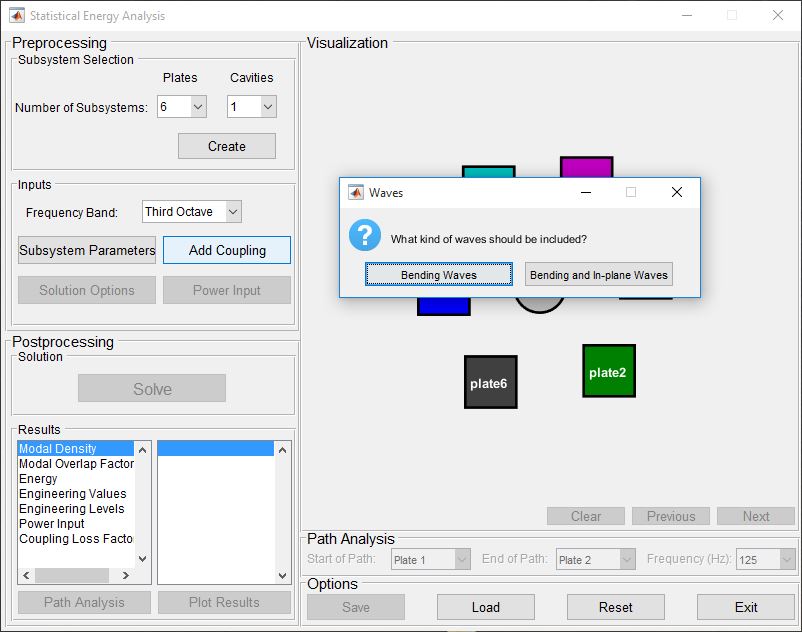 Statistical Energy Analysis
Preprocessing
Subsystem Selection
Plates Cavities
Number of Subsystems: 6 1
Create
Inputs
Frequency Band: Third Octave
Subsystem Parameters Add Coupling
Solution Options Power Input
Postprocessing
Solution
Solve
Results
Modal Density
Modal Overlap Factor
Energy
Engineering Values
Engineering Levels
Power Input
Coupling Loss Facto
Path Analysis Plot Results
Visualization
Waves
What kind of waves should be included?
Bending Waves Bending and In-plane Waves
plate6 plate2
Clear Previous Next
Path Analysis
Start of Path: Plate 1 End of Path: Plate 2 Frequency (Hz): 125
Options
Save Load Reset Exit